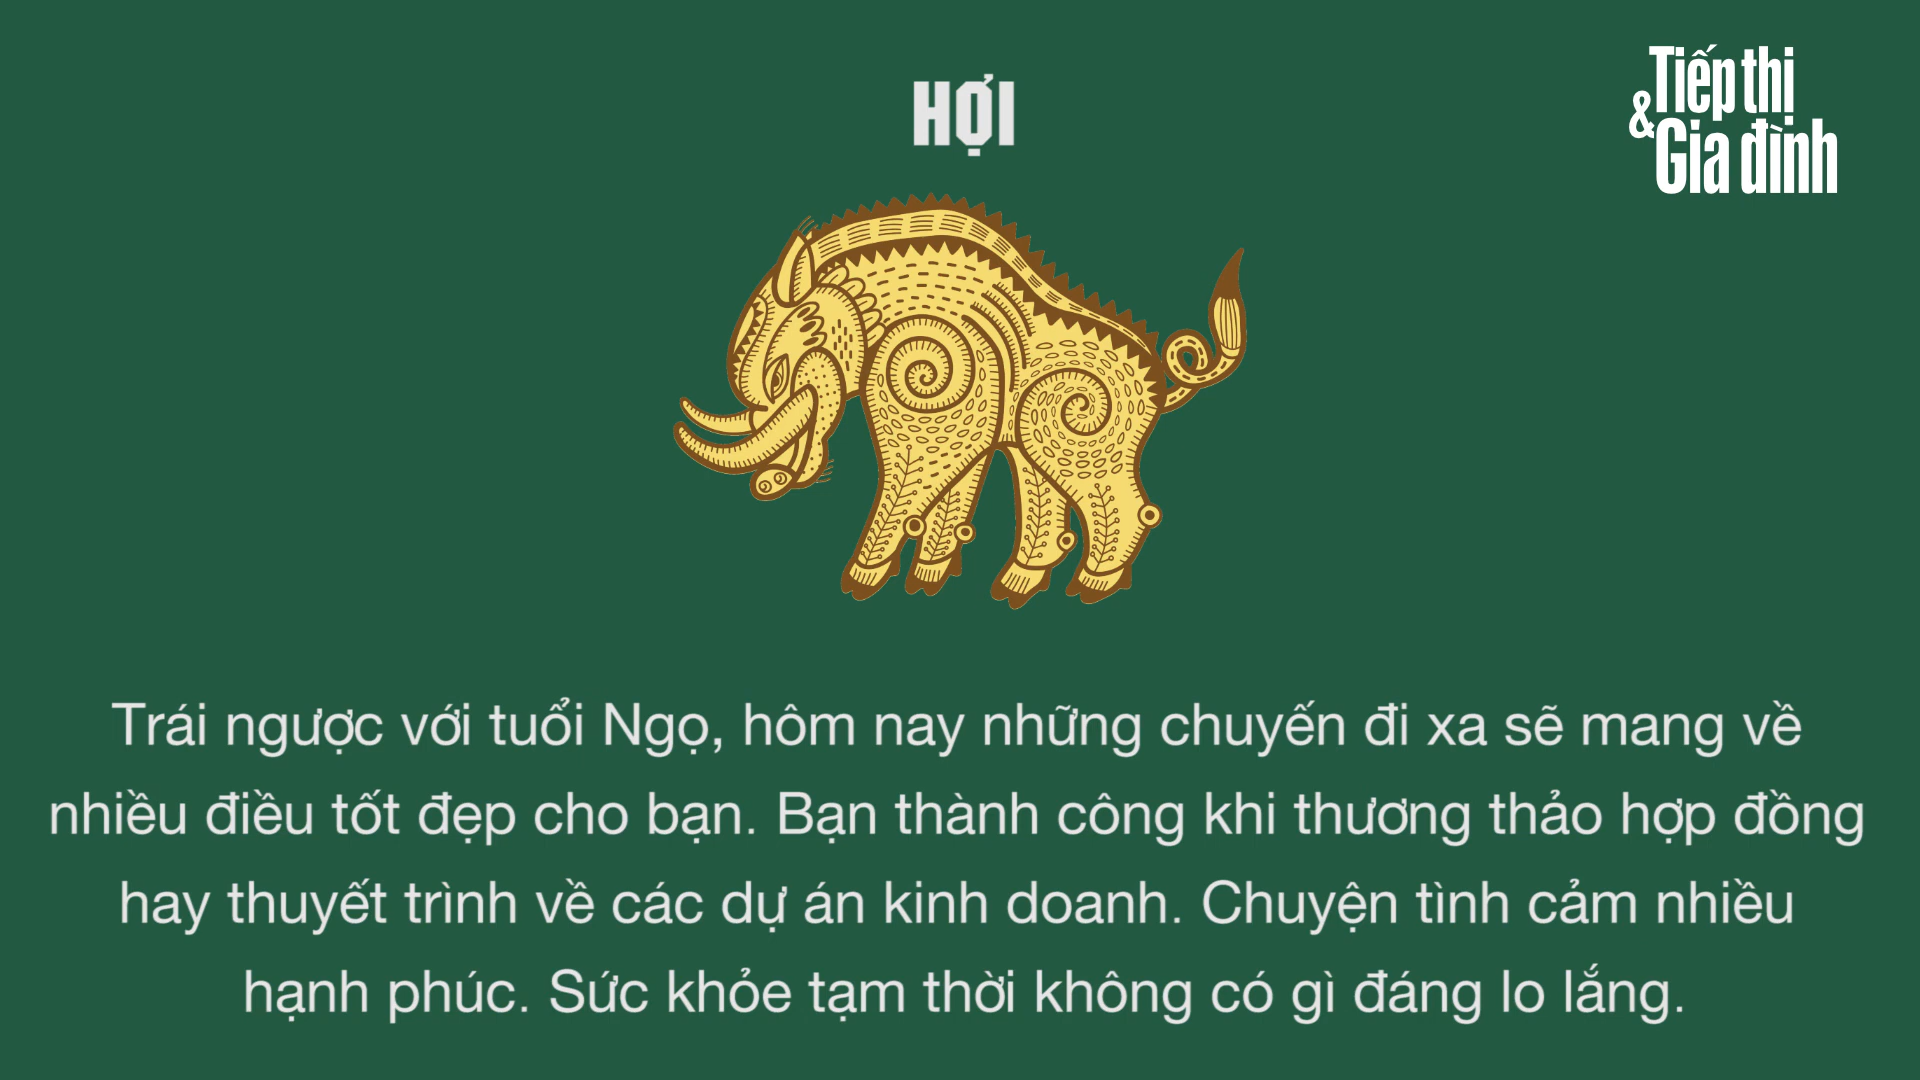 HỢI
Tiếp thị
& Gia đình
Trái ngược với tuổi Ngọ, hôm nay những chuyến đi xa sẽ mang về
nhiều điều tốt đẹp cho bạn. Bạn thành công khi thương thảo hợp đồng
hay thuyết trình về các dự án kinh doanh. Chuyện tình cảm nhiều
hạnh phúc. Sức khỏe tạm thời không có gì đáng lo lắng.